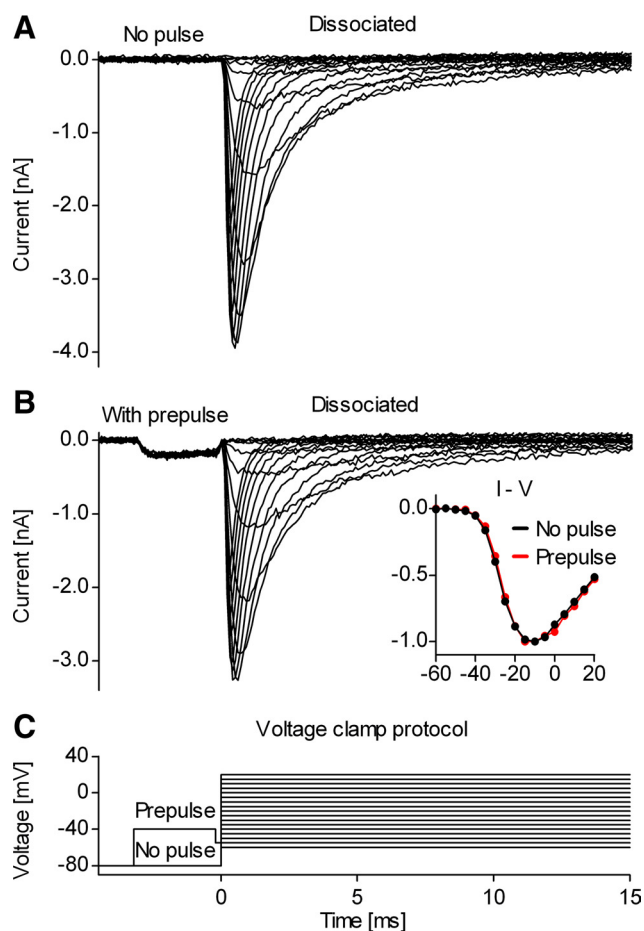 A
No pulse
Dissociated
0.0
-1.0
-2.0
-3.0
-4.0
Current [nA]
B
With prepulse
Dissociated
0.0
-1.0
-2.0
-3.0
Current [nA]
I - V
0.0
-0.5
-1.0
No pulse
Prepulse
-60 -40 -20 0 20
C
Voltage clamp protocol
40
0
-40
-80
Voltage [mV]
Prepulse
No pulse
0 5 10 15
Time [ms]